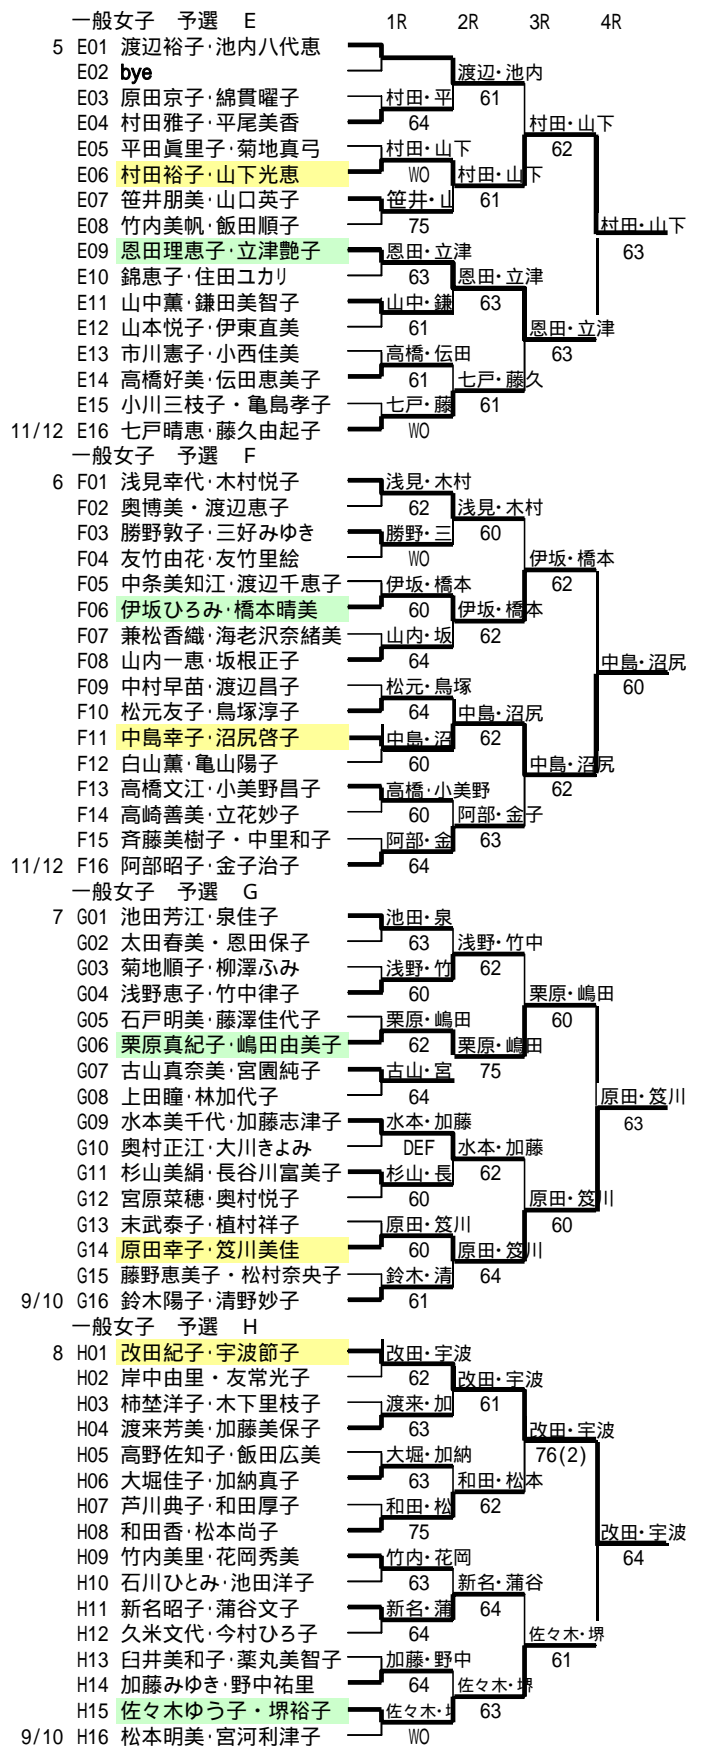 一般女子 予選 E 1R 2R 3R 4R
5 E01 渡辺裕子･池内八代恵
E02 bye 渡辺・池内
E03 原田京子･綿貫曜子 村田・平 61
E04 村田雅子･平尾美香 64 村田・山下
E05 平田眞里子･菊地真弓 村田・山下 62
E06 村田裕子･山下光恵 WO 村田・山下
E07 笹井朋美･山口英子 笹井・山 61
E08 竹内美帆･飯田順子 75 村田・山下
E09 恩田理恵子･立津艶子 恩田・立津 63
E10 錦恵子･住田ユカリ 63 恩田・立津
E11 山中薫･鎌田美智子 山中・鎌 63
E12 山本悦子･伊東直美 61 恩田・立津
E13 市川憲子･小西佳美 高橋・伝田 63
E14 高橋好美･伝田恵美子 61 七戸・藤久
E15 小川三枝子・亀島孝子 七戸・藤 61
11/12 E16 七戸晴恵･藤久由起子 WO
一般女子 予選 F
6 F01 浅見幸代･木村悦子 浅見・木村
F02 奥博美・渡辺恵子 62 浅見・木村
F03 勝野敦子･三好みゆき 勝野・三 60
F04 友竹由花･友竹里絵 WO 伊坂・橋本
F05 中条美知江･渡辺千恵子 伊坂・橋本 62
F06 伊坂ひろみ･橋本晴美 60 伊坂・橋本
F07 兼松香織･海老沢奈緒美 山内・坂 62
F08 山内一恵･坂根正子 64 中島・沼尻
F09 中村早苗･渡辺昌子 松元・鳥塚 60
F10 松元友子･鳥塚淳子 64 中島・沼尻
F11 中島幸子･沼尻啓子 中島・沼 62
F12 白山薫･亀山陽子 60 中島・沼尻
F13 高橋文江･小美野昌子 高橋・小美野 62
F14 高崎善美･立花妙子 60 阿部・金子
F15 斉藤美樹子・中里和子 阿部・金 63
11/12 F16 阿部昭子･金子治子 64
一般女子 予選 G
7 G01 池田芳江･泉佳子 池田・泉
G02 太田春美・恩田保子 63 浅野・竹中
G03 菊地順子･柳澤ふみ 浅野・竹 62
G04 浅野恵子･竹中律子 60 栗原・嶋田
G05 石戸明美･藤澤佳代子 栗原・嶋田 60
G06 栗原真紀子･嶋田由美子 62 栗原・嶋田
G07 古山真奈美･宮園純子 古山・宮 75
G08 上田瞳･林加代子 64 原田・笈川
G09 水本美千代･加藤志津子 水本・加藤 63
G10 奥村正江･大川きよみ DEF 水本・加藤
G11 杉山美絹･長谷川富美子 杉山・長 62
G12 宮原菜穂･奥村悦子 60 原田・笈川
G13 末武泰子･植村祥子 原田・笈川 60
G14 原田幸子･笈川美佳 60 原田・笈川
G15 藤野恵美子・松村奈央子 鈴木・清 64
9/10 G16 鈴木陽子･清野妙子 61
一般女子 予選 H
8 H01 改田紀子･宇波節子 改田・宇波
H02 岸中由里・友常光子 62 改田・宇波
H03 柿埜洋子･木下里枝子 渡来・加 61
H04 渡来芳美･加藤美保子 63 改田・宇波
H05 高野佐知子･飯田広美 大堀・加納 76(2)
H06 大堀佳子･加納真子 63 和田・松本
H07 芦川典子･和田厚子 和田・松 62
H08 和田香･松本尚子 75 改田・宇波
H09 竹内美里･花岡秀美 竹内・花岡 64
H10 石川ひとみ･池田洋子 63 新名・蒲谷
H11 新名昭子･蒲谷文子 新名・蒲 64
H12 久米文代･今村ひろ子 64 佐々木・堺
H13 臼井美和子･薬丸美智子 加藤・野中 61
H14 加藤みゆき･野中祐里 64 佐々木・堺
H15 佐々木ゆう子・堺裕子 佐々木・ 63
9/10 H16 松本明美･宮河利津子 WO